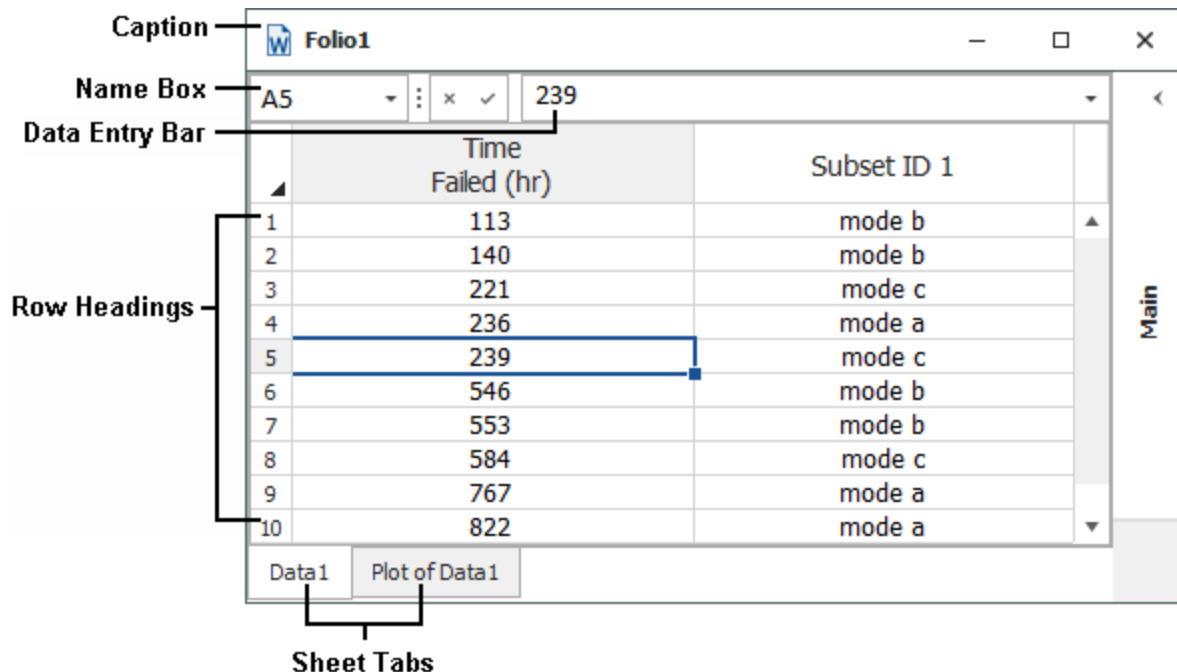 Caption
Folio1
Name Box
A5
239
Data Entry Bar
Time
Failed (hr)
Subset ID 1
1 113 mode b
2 140 mode b
3 221 mode c
Row Headings
4 236 mode a
5 239 mode c
6 546 mode b
7 553 mode b
8 584 mode c
9 767 mode a
10 822 mode a
Main
Data1 Plot of Data1
Sheet Tabs